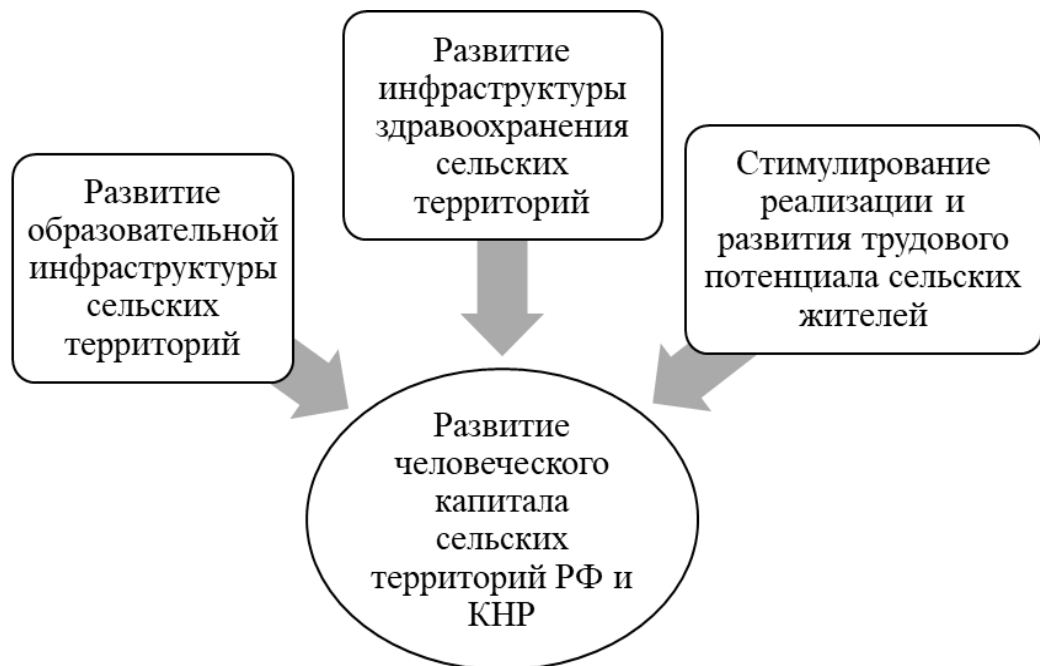 Развитие
инфраструктуры
здравоохранения
сельских
территорий
Развитие
образовательной
инфраструктуры
сельских
территорий
Стимулирование
реализации и
развития трудового
потенциала сельских
жителей
Развитие
человеческого
капитала
сельских
территорий РФ и
КНР